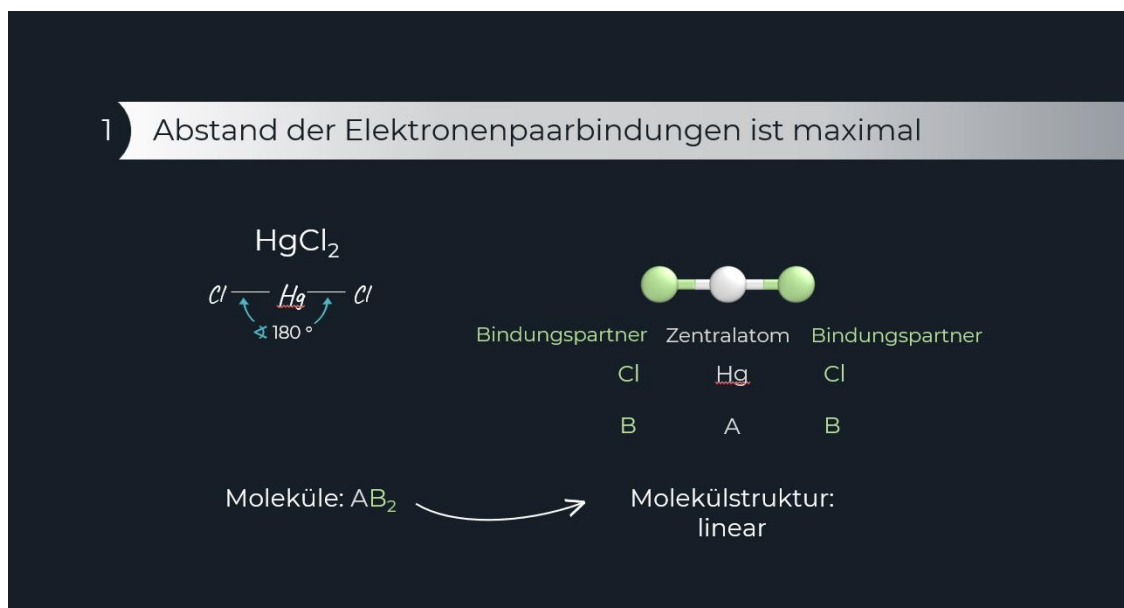 1 Abstand der Elektronenpaarbindungen ist maximal
HgCl₂
Cl — Hg — Cl
∢ 180 °
Bindungspartner Zentralatom Bindungspartner
Cl Hg Cl
B A B
Moleküle: AB₂
Molekülstruktur:
linear